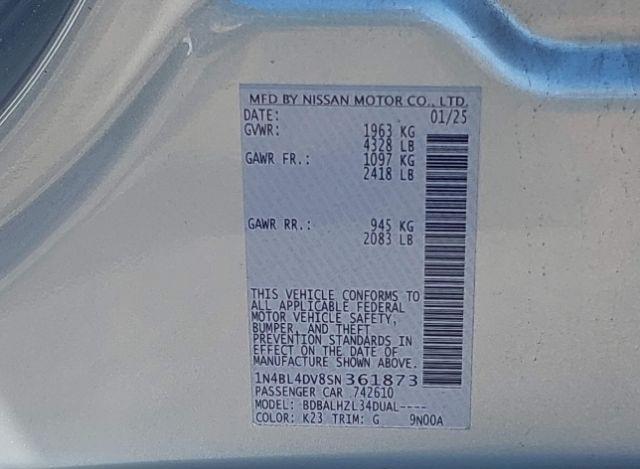 MFD BY NISSAN MOTOR CO., LTD.
DATE: 01/25
GVWR: 1963 KG
4328 LB
GAWR FR.: 1097 KG
2418 LB
GAWR RR.: 945 KG
2083 LB
THIS VEHICLE CONFORMS TO
ALL APPLICABLE FEDERAL
MOTOR VEHICLE SAFETY,
BUMPER, AND THEFT
PREVENTION STANDARDS IN
EFFECT ON THE DATE OF
MANUFACTURE SHOWN ABOVE.
1N4BL4DV8SN361873
PASSENGER CAR 742610
MODEL: BDBALHZL34DUAL----
COLOR: K23 TRIM: G 9N00A